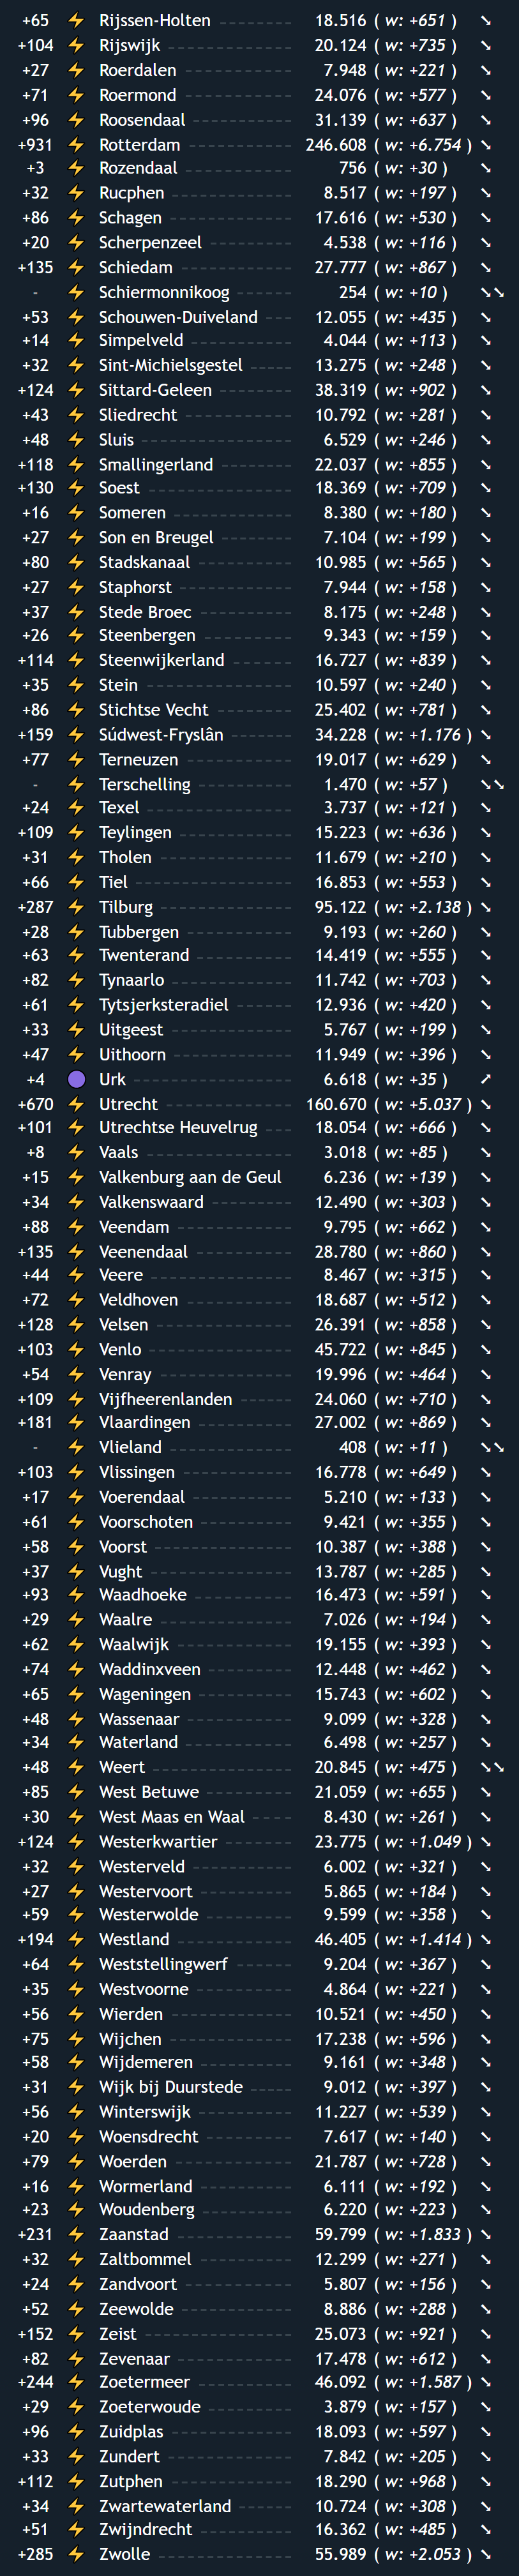 +65 ⚡ Rijssen-Holten 18.516 ( w: +651 ) ↘
+104 ⚡ Rijswijk 20.124 ( w: +735 ) ↘
+27 ⚡ Roerdalen 7.948 ( w: +221 ) ↘
+71 ⚡ Roermond 24.076 ( w: +577 ) ↘
+96 ⚡ Roosendaal 31.139 ( w: +637 ) ↘
+931 ⚡ Rotterdam 246.608 ( w: +6.754 ) ↘
+3 ⚡ Rozendaal 756 ( w: +30 ) ↘
+32 ⚡ Rucphen 8.517 ( w: +197 ) ↘
+86 ⚡ Schagen 17.616 ( w: +530 ) ↘
+20 ⚡ Scherpenzeel 4.538 ( w: +116 ) ↘
+135 ⚡ Schiedam 27.777 ( w: +867 ) ↘
- ⚡ Schiermonnikoog 254 ( w: +10 ) ↘↘
+53 ⚡ Schouwen-Duiveland 12.055 ( w: +435 ) ↘
+14 ⚡ Simpelveld 4.044 ( w: +113 ) ↘
+32 ⚡ Sint-Michielsgestel 13.275 ( w: +248 ) ↘
+124 ⚡ Sittard-Geleen 38.319 ( w: +902 ) ↘
+43 ⚡ Sliedrecht 10.792 ( w: +281 ) ↘
+48 ⚡ Sluis 6.529 ( w: +246 ) ↘
+118 ⚡ Smallingerland 22.037 ( w: +855 ) ↘
+130 ⚡ Soest 18.369 ( w: +709 ) ↘
+16 ⚡ Someren 8.380 ( w: +180 ) ↘
+27 ⚡ Son en Breugel 7.104 ( w: +199 ) ↘
+80 ⚡ Stadskanaal 10.985 ( w: +565 ) ↘
+27 ⚡ Staphorst 7.944 ( w: +158 ) ↘
+37 ⚡ Stede Broec 8.175 ( w: +248 ) ↘
+26 ⚡ Steenbergen 9.343 ( w: +159 ) ↘
+114 ⚡ Steenwijkerland 16.727 ( w: +839 ) ↘
+35 ⚡ Stein 10.597 ( w: +240 ) ↘
+86 ⚡ Stichtse Vecht 25.402 ( w: +781 ) ↘
+159 ⚡ Súdwest-Fryslân 34.228 ( w: +1.176 ) ↘
+77 ⚡ Terneuzen 19.017 ( w: +629 ) ↘
- ⚡ Terschelling 1.470 ( w: +57 ) ↘↘
+24 ⚡ Texel 3.737 ( w: +121 ) ↘
+109 ⚡ Teylingen 15.223 ( w: +636 ) ↘
+31 ⚡ Tholen 11.679 ( w: +210 ) ↘
+66 ⚡ Tiel 16.853 ( w: +553 ) ↘
+287 ⚡ Tilburg 95.122 ( w: +2.138 ) ↘
+28 ⚡ Tubbergen 9.193 ( w: +260 ) ↘
+63 ⚡ Twenterand 14.419 ( w: +555 ) ↘
+82 ⚡ Tynaarlo 11.742 ( w: +703 ) ↘
+61 ⚡ Tytsjerksteradiel 12.936 ( w: +420 ) ↘
+33 ⚡ Uitgeest 5.767 ( w: +199 ) ↘
+47 ⚡ Uithoorn 11.949 ( w: +396 ) ↘
+4 🟣 Urk 6.618 ( w: +35 ) ↗
+670 ⚡ Utrecht 160.670 ( w: +5.037 ) ↘
+101 ⚡ Utrechtse Heuvelrug 18.054 ( w: +666 ) ↘
+8 ⚡ Vaals 3.018 ( w: +85 ) ↘
+15 ⚡ Valkenburg aan de Geul 6.236 ( w: +139 ) ↘
+34 ⚡ Valkenswaard 12.490 ( w: +303 ) ↘
+88 ⚡ Veendam 9.795 ( w: +662 ) ↘
+135 ⚡ Veenendaal 28.780 ( w: +860 ) ↘
+44 ⚡ Veere 8.467 ( w: +315 ) ↘
+72 ⚡ Veldhoven 18.687 ( w: +512 ) ↘
+128 ⚡ Velsen 26.391 ( w: +858 ) ↘
+103 ⚡ Venlo 45.722 ( w: +845 ) ↘
+54 ⚡ Venray 19.996 ( w: +464 ) ↘
+109 ⚡ Vijfheerenlanden 24.060 ( w: +710 ) ↘
+181 ⚡ Vlaardingen 27.002 ( w: +869 ) ↘
- ⚡ Vlieland 408 ( w: +11 ) ↘↘
+103 ⚡ Vlissingen 16.778 ( w: +649 ) ↘
+17 ⚡ Voerendaal 5.210 ( w: +133 ) ↘
+61 ⚡ Voorschoten 9.421 ( w: +355 ) ↘
+58 ⚡ Voorst 10.387 ( w: +388 ) ↘
+37 ⚡ Vught 13.787 ( w: +285 ) ↘
+93 ⚡ Waadhoeke 16.473 ( w: +591 ) ↘
+29 ⚡ Waalre 7.026 ( w: +194 ) ↘
+62 ⚡ Waalwijk 19.155 ( w: +393 ) ↘
+74 ⚡ Waddinxveen 12.448 ( w: +462 ) ↘
+65 ⚡ Wageningen 15.743 ( w: +602 ) ↘
+48 ⚡ Wassenaar 9.099 ( w: +328 ) ↘
+34 ⚡ Waterland 6.498 ( w: +257 ) ↘
+48 ⚡ Weert 20.845 ( w: +475 ) ↘↘
+85 ⚡ West Betuwe 21.059 ( w: +655 ) ↘
+30 ⚡ West Maas en Waal 8.430 ( w: +261 ) ↘
+124 ⚡ Westerkwartier 23.775 ( w: +1.049 ) ↘
+32 ⚡ Westerveld 6.002 ( w: +321 ) ↘
+27 ⚡ Westervoort 5.865 ( w: +184 ) ↘
+59 ⚡ Westerwolde 9.599 ( w: +358 ) ↘
+194 ⚡ Westland 46.405 ( w: +1.414 ) ↘
+64 ⚡ Weststellingwerf 9.204 ( w: +367 ) ↘
+35 ⚡ Westvoorne 4.864 ( w: +221 ) ↘
+56 ⚡ Wierden 10.521 ( w: +450 ) ↘
+75 ⚡ Wijchen 17.238 ( w: +596 ) ↘
+58 ⚡ Wijdemeren 9.161 ( w: +348 ) ↘
+31 ⚡ Wijk bij Duurstede 9.012 ( w: +397 ) ↘
+56 ⚡ Winterswijk 11.227 ( w: +539 ) ↘
+20 ⚡ Woensdrecht 7.617 ( w: +140 ) ↘
+79 ⚡ Woerden 21.787 ( w: +728 ) ↘
+16 ⚡ Wormerland 6.111 ( w: +192 ) ↘
+23 ⚡ Woudenberg 6.220 ( w: +223 ) ↘
+231 ⚡ Zaanstad 59.799 ( w: +1.833 ) ↘
+32 ⚡ Zaltbommel 12.299 ( w: +271 ) ↘
+24 ⚡ Zandvoort 5.807 ( w: +156 ) ↘
+52 ⚡ Zeewolde 8.886 ( w: +288 ) ↘
+152 ⚡ Zeist 25.073 ( w: +921 ) ↘
+82 ⚡ Zevenaar 17.478 ( w: +612 ) ↘
+244 ⚡ Zoetermeer 46.092 ( w: +1.587 ) ↘
+29 ⚡ Zoeterwoude 3.879 ( w: +157 ) ↘
+96 ⚡ Zuidplas 18.093 ( w: +597 ) ↘
+33 ⚡ Zundert 7.842 ( w: +205 ) ↘
+112 ⚡ Zutphen 18.290 ( w: +968 ) ↘
+34 ⚡ Zwartewaterland 10.724 ( w: +308 ) ↘
+51 ⚡ Zwijndrecht 16.362 ( w: +485 ) ↘
+285 ⚡ Zwolle 55.989 ( w: +2.053 ) ↘